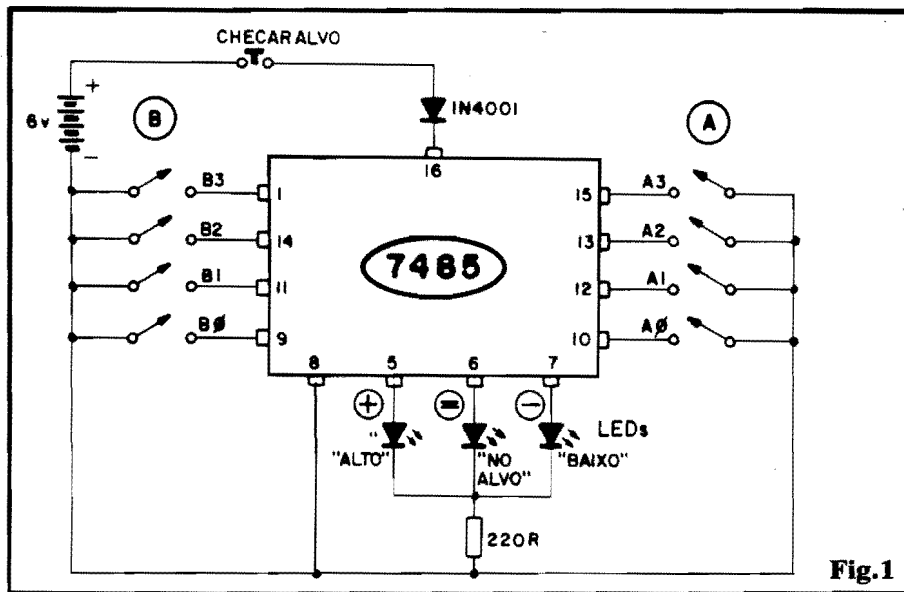 CHECAR ALVO
+
6v
−
B
1N4001
A
16
B3
1
15
A3
B2
14
13
A2
7485
B1
11
12
A1
BØ
9
10
AØ
8
5
6
7
+
=
−
LEDs
"
"ALTO"
"NO
ALVO"
"BAIXO"
220R
Fig.1